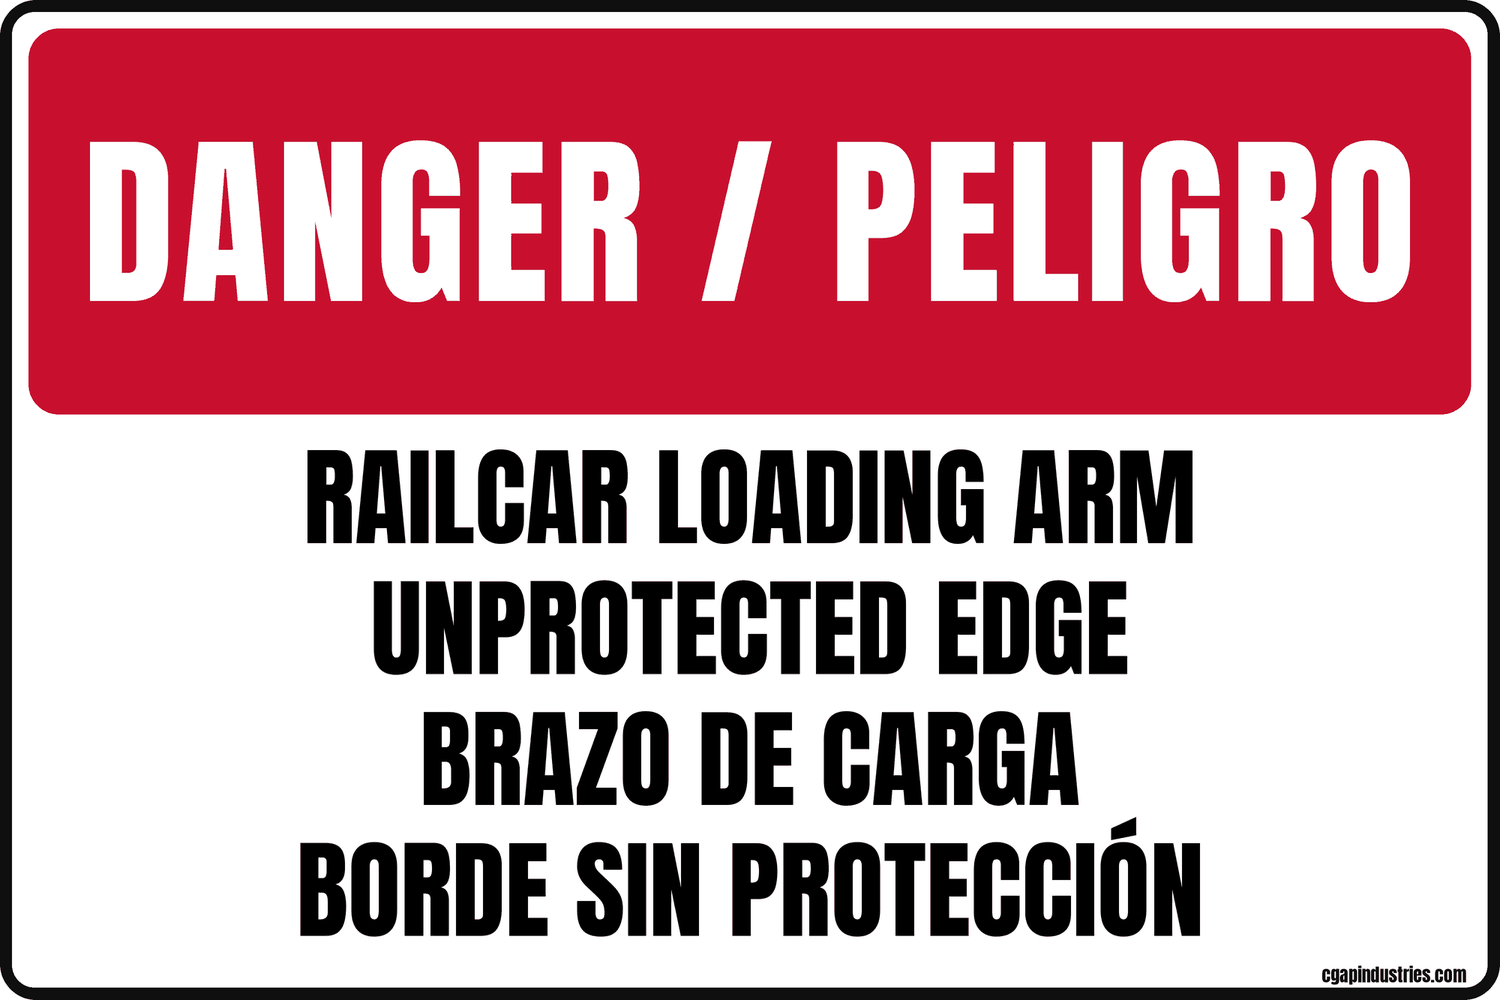 DANGER / PELIGRO
RAILCAR LOADING ARM
UNPROTECTED EDGE
BRAZO DE CARGA
BORDE SIN PROTECCIÓN
cgapindustries.com